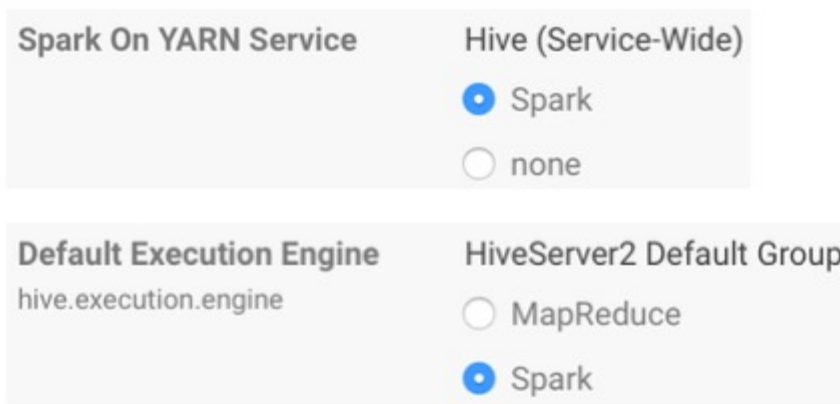 Spark On YARN Service
Hive (Service-Wide)
Spark
none
Default Execution Engine
hive.execution.engine
HiveServer2 Default Group
MapReduce
Spark